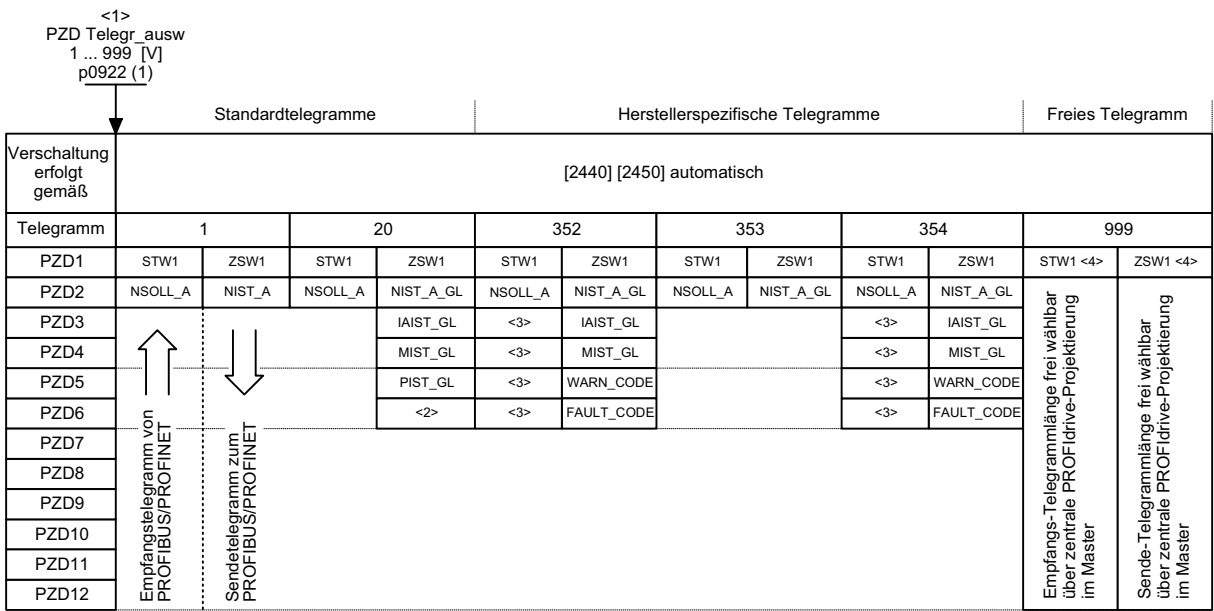 <1>
PZD Telegr_ausw
1 ... 999 [V]
p0922 (1)
Standardtelegramme Herstellerspezifische Telegramme Freies Telegramm
Verschaltung
erfolgt
gemäß
[2440] [2450] automatisch
Telegramm 1 20 352 353 354 999
PZD1 STW1 ZSW1 STW1 ZSW1 STW1 ZSW1 STW1 ZSW1 STW1 ZSW1 STW1 <4> ZSW1 <4>
PZD2 NSOLL_A NIST_A NSOLL_A NIST_A_GL NSOLL_A NIST_A_GL NSOLL_A NIST_A_GL NSOLL_A NIST_A_GL
PZD3 IAIST_GL <3> IAIST_GL <3> IAIST_GL
PZD4 MIST_GL <3> MIST_GL <3> MIST_GL
PZD5 PIST_GL <3> WARN_CODE <3> WARN_CODE
PZD6 <2> <3> FAULT_CODE <3> FAULT_CODE
PZD7
PZD8
PZD9
PZD10
PZD11
PZD12
Empfangstelegramm von
PROFIBUS/PROFINET
Sendetelegramm zum
PROFIBUS/PROFINET
Empfangs-Telegrammlänge frei wählbar
über zentrale PROFIdrive-Projektierung
im Master
Sende-Telegrammlänge frei wählbar
über zentrale PROFIdrive-Projektierung
im Master